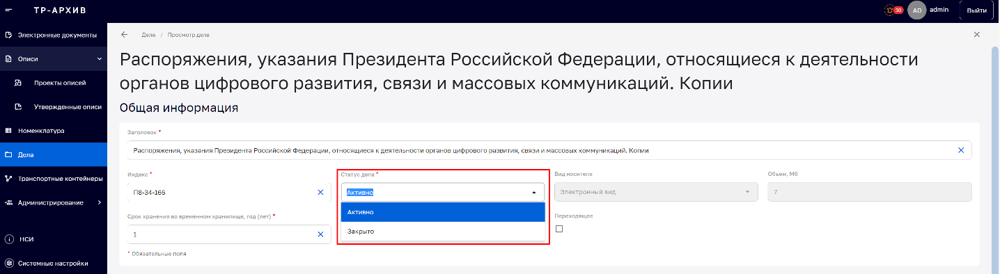 ТР-АРХИВ
30
AD
admin
Выйти
Электронные документы
Описи
Проекты описей
Утвержденные описи
Номенклатура
Дела
Транспортные контейнеры
Администрирование
НСИ
Системные настройки
Дела / Просмотр дела
Распоряжения, указания Президента Российской Федерации, относящиеся к деятельности
органов цифрового развития, связи и массовых коммуникаций. Копии
Общая информация
Заголовок *
Распоряжения, указания Президента Российской Федерации, относящиеся к деятельности органов цифрового развития, связи и массовых коммуникаций. Копии
Индекс *
П8-34-166
Статус дела *
Активно
Активно
Закрыто
Вид носителя
Электронный вид
Объем, Мб
7
Срок хранения во временном хранилище, год (лет) *
1
Переходящее
* Обязательные поля